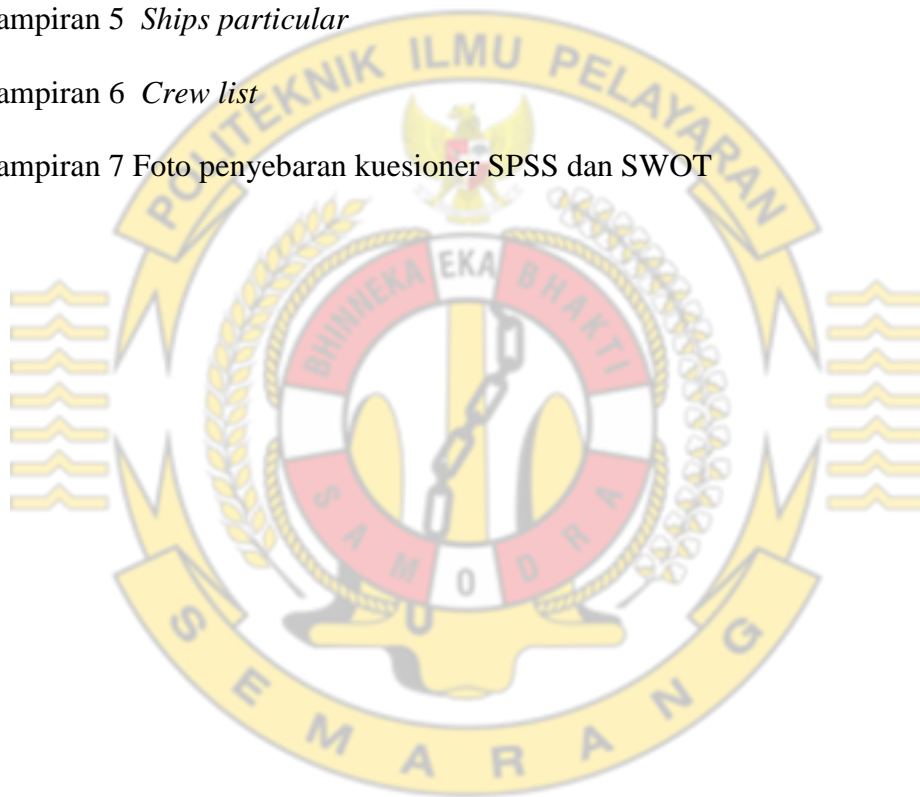 ampiran 5 Ships particular
ampiran 6 Crew list
ampiran 7 Foto penyebaran kuesioner SPSS dan SWOT
POLITEKNIK ILMU PELAYARAN
BHINNEKA EKA BHAKTI
SAMODRA
SEMARANG